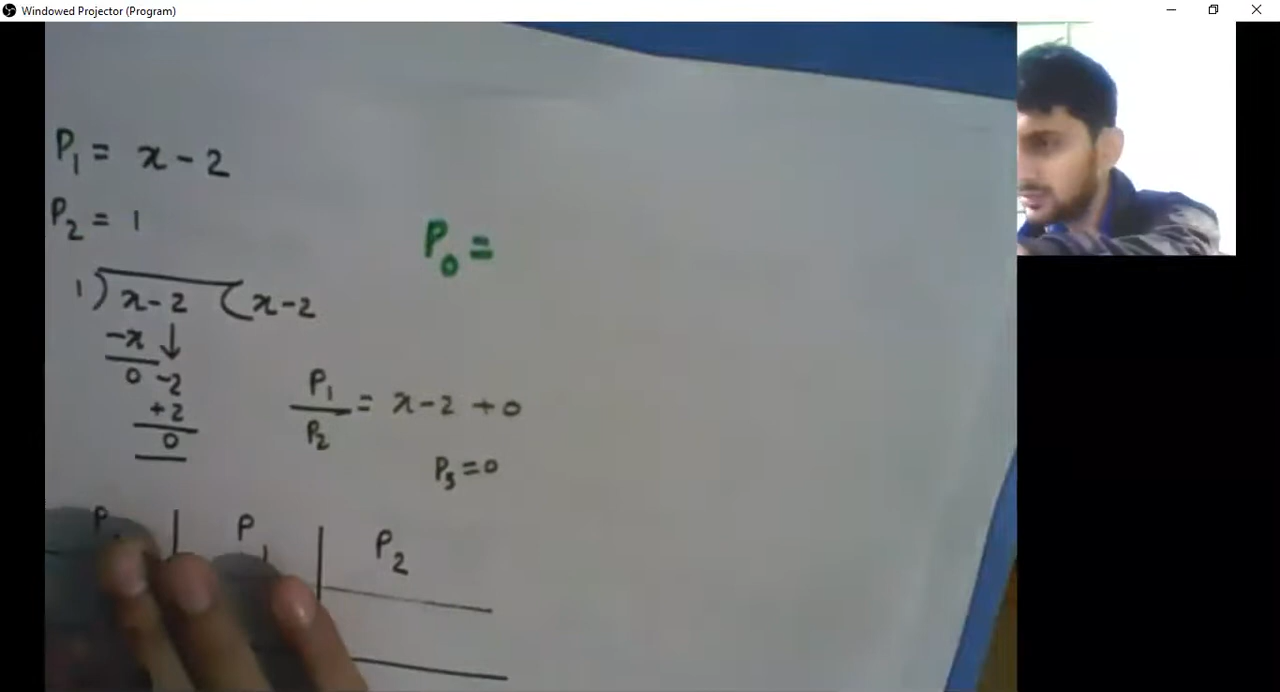 Windowed Projector (Program)
P₁ = x - 2
P₂ = 1
P₀ =
1) x - 2 ( x - 2
-x ↓
0 -2
+2
0
P₁/P₂ = x - 2 + 0
P₃ = 0
P | P₁ | P₂